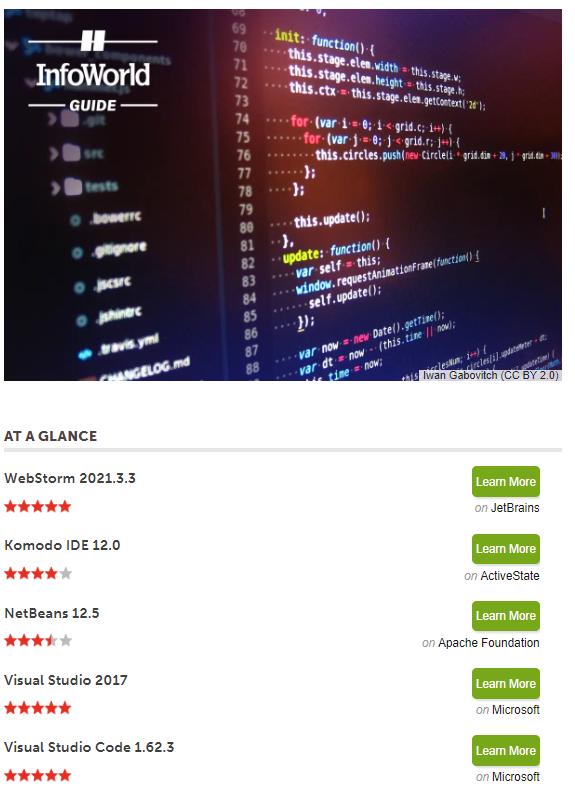 InfoWorld
GUIDE
.git
src
tests
.bowerrc
.gitignore
.jscsrc
.jshintrc
.travis.yml
CHANGELOG.md
68
69
70 init: function() {
71 this.stage.elem.width = this.stage.w;
72 this.stage.elem.height = this.stage.h;
73 this.ctx = this.stage.elem.getContext('2d');
74 for (var i = 0; i < grid.c; i++) {
75 for (var j = 0; j < grid.r; j++) {
76 this.circles.push(new Circle(i * grid.dim + 20, j * grid.dim + 30));
77 };
78 };
79
80 this.update();
81 },
82 update: function() {
83 var self = this;
84 window.requestAnimationFrame(function() {
85 self.update();
86 });
87 var now = new Date().getTime();
88 var dt = now - (this.time || now);
time = now;
Iwan Gabovitch (CC BY 2.0)
AT A GLANCE
WebStorm 2021.3.3
Learn More
on JetBrains
Komodo IDE 12.0
Learn More
on ActiveState
NetBeans 12.5
Learn More
on Apache Foundation
Visual Studio 2017
Learn More
on Microsoft
Visual Studio Code 1.62.3
Learn More
on Microsoft